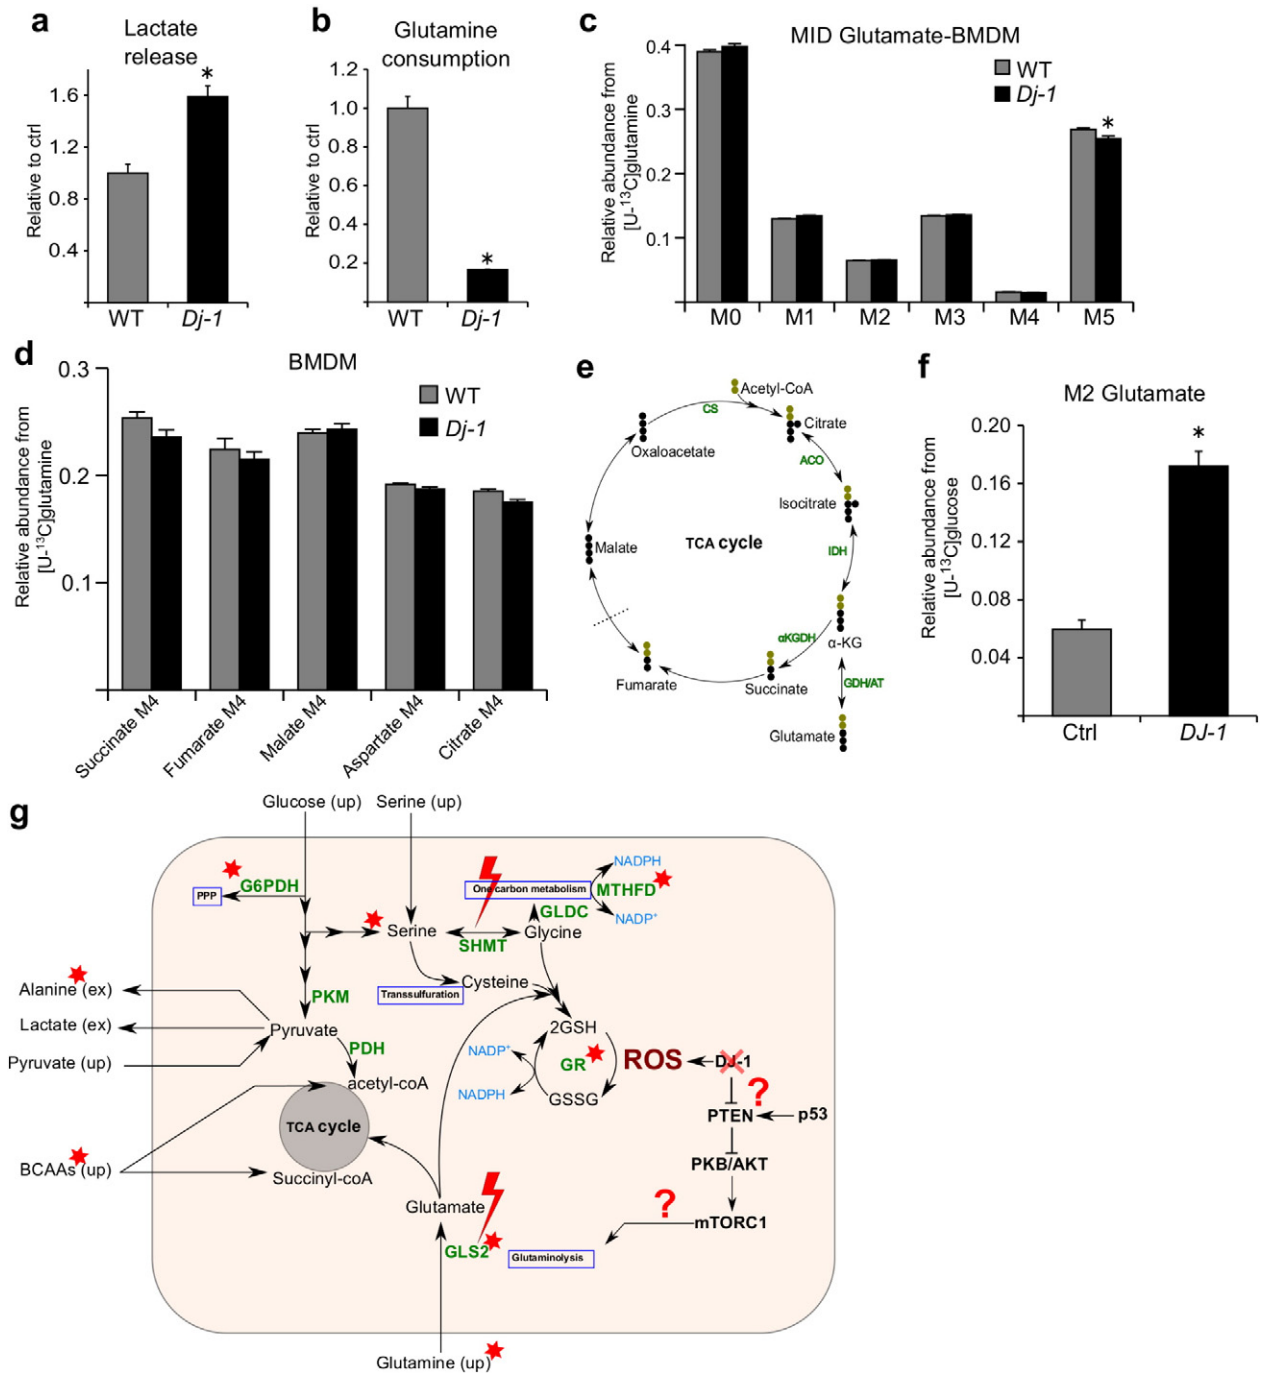 a
Lactate
release
Relative to ctrl
1.6
1.2
0.8
0.4
*
WT
Dj-1
b
Glutamine
consumption
Relative to ctrl
1.2
1.0
0.8
0.6
0.4
0.2
*
WT
Dj-1
c
MID Glutamate-BMDM
WT
Dj-1
Relative abundance from
[U-¹³C]glutamine
0.4
0.3
0.2
0.1
*
M0 M1 M2 M3 M4 M5
d
BMDM
WT
Dj-1
Relative abundance from
[U-¹³C]glutamine
0.3
0.2
0.1
Succinate M4
Fumarate M4
Malate M4
Aspartate M4
Citrate M4
e
Acetyl-CoA
CS
Citrate
Oxaloacetate
ACO
Isocitrate
Malate
TCA cycle
IDH
αKGDH
α-KG
Fumarate
Succinate
GDH/AT
Glutamate
f
M2 Glutamate
Relative abundance from
[U-¹³C]glucose
0.20
0.16
0.12
0.08
0.04
*
Ctrl
DJ-1
g
Glucose (up)
Serine (up)
G6PDH
PPP
NADPH
One carbon metabolism
MTHFD
NADP⁺
GLDC
Serine
SHMT
Glycine
Cysteine
Transsulfuration
Alanine (ex)
PKM
Lactate (ex)
Pyruvate
2GSH
Pyruvate (up)
PDH
NADP⁺
GR
ROS
DJ-1
NADPH
GSSG
acetyl-coA
?
PTEN
p53
TCA cycle
BCAAs (up)
PKB/AKT
Succinyl-coA
Glutamate
?
mTORC1
GLS2
Glutaminolysis
Glutamine (up)